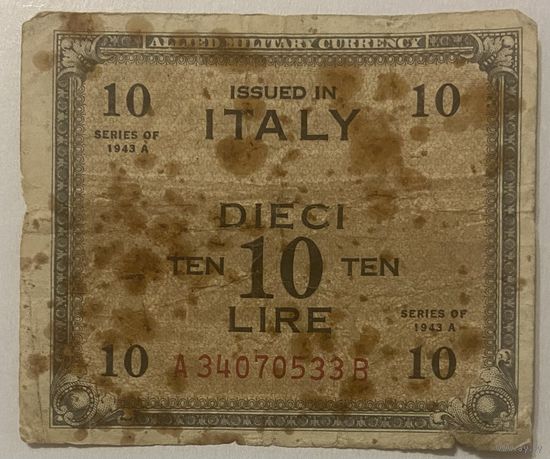 ALLIED MILITARY CURRENCY
10 ISSUED IN 10
ITALY
SERIES OF
1943 A
DIECI
TEN 10 TEN
LIRE
SERIES OF
1943 A
10 A34070533B 10